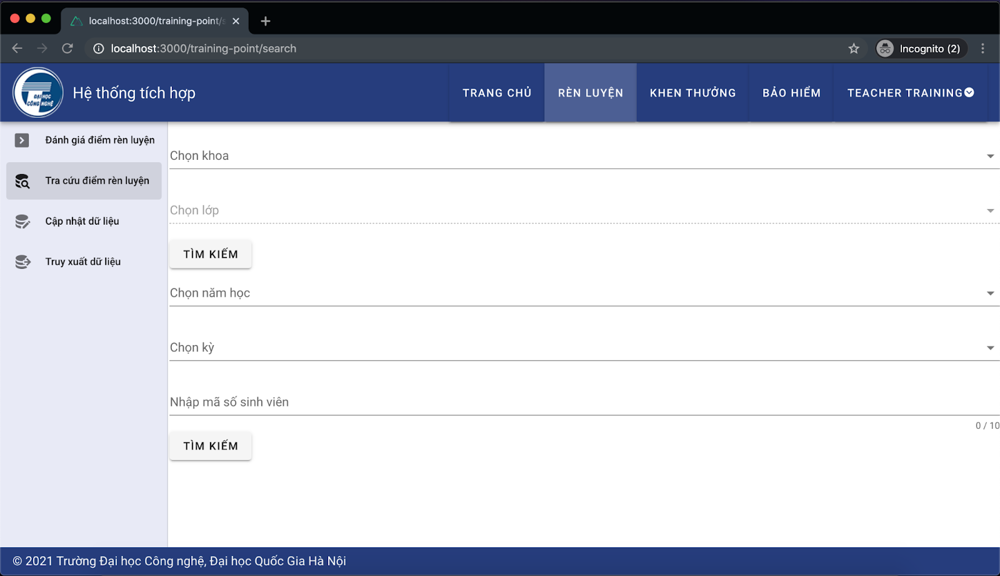 localhost:3000/training-point/s
localhost:3000/training-point/search
Incognito (2)
ĐẠI HỌC
CÔNG NGHỆ
Hệ thống tích hợp
TRANG CHỦ
RÈN LUYỆN
KHEN THƯỞNG
BẢO HIỂM
TEACHER TRAINING
Đánh giá điểm rèn luyện
Tra cứu điểm rèn luyện
Cập nhật dữ liệu
Truy xuất dữ liệu
Chọn khoa
Chọn lớp
TÌM KIẾM
Chọn năm học
Chọn kỳ
Nhập mã số sinh viên
0 / 10
TÌM KIẾM
© 2021 Trường Đại học Công nghệ, Đại học Quốc Gia Hà Nội